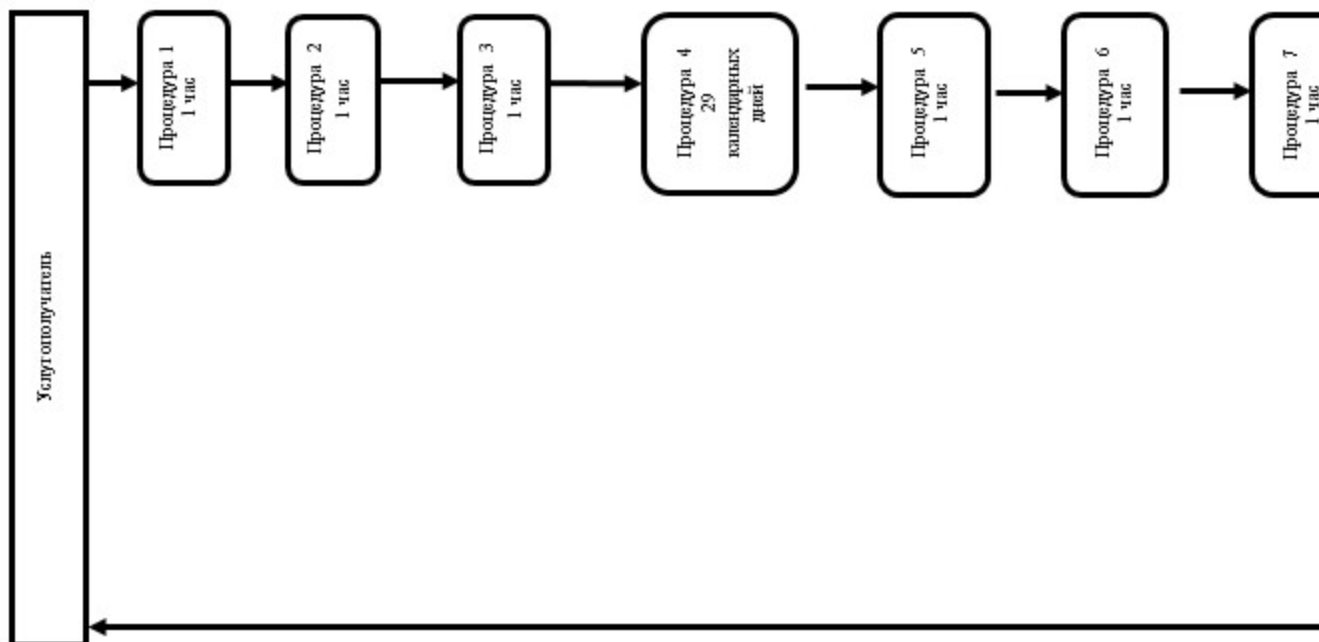 Услугополучатель
Процедура 1
1 час
Процедура 2
1 час
Процедура 3
1 час
Процедура 4
29
календарных
дней
Процедура 5
1 час
Процедура 6
1 час
Процедура 7
1 час